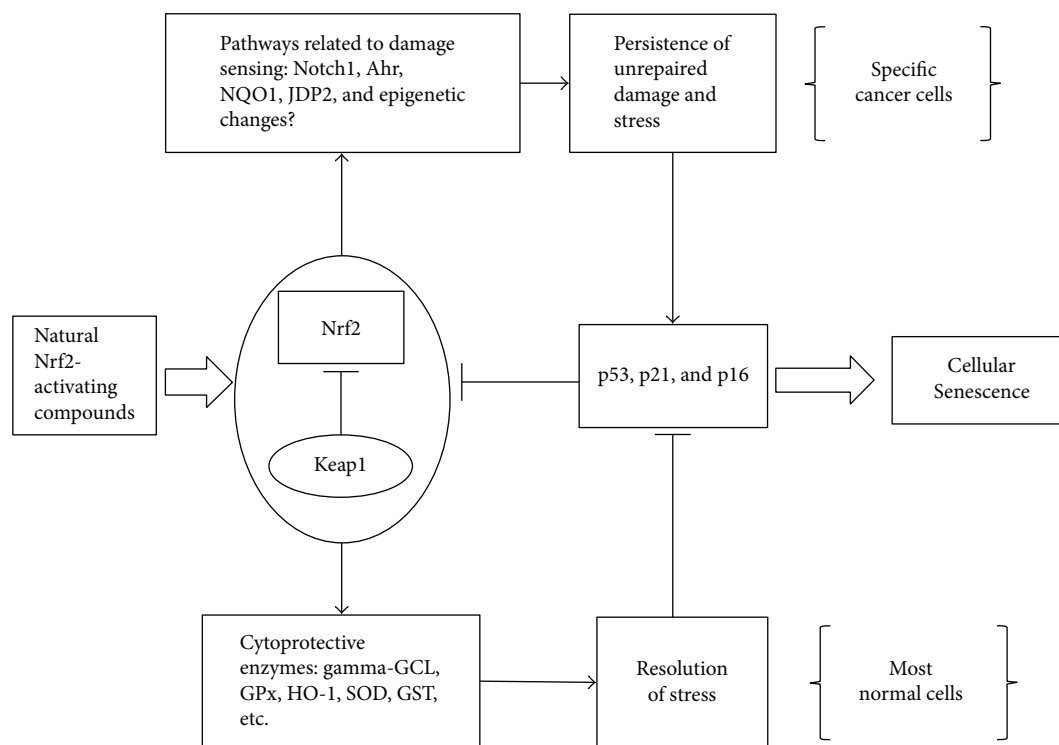 Pathways related to damage
sensing: Notch1, Ahr,
NQO1, JDP2, and epigenetic
changes?
Persistence of
unrepaired
damage and
stress
Specific
cancer cells
Natural
Nrf2-
activating
compounds
Nrf2
Keap1
p53, p21, and p16
Cellular
Senescence
Cytoprotective
enzymes: gamma-GCL,
GPx, HO-1, SOD, GST,
etc.
Resolution
of stress
Most
normal cells